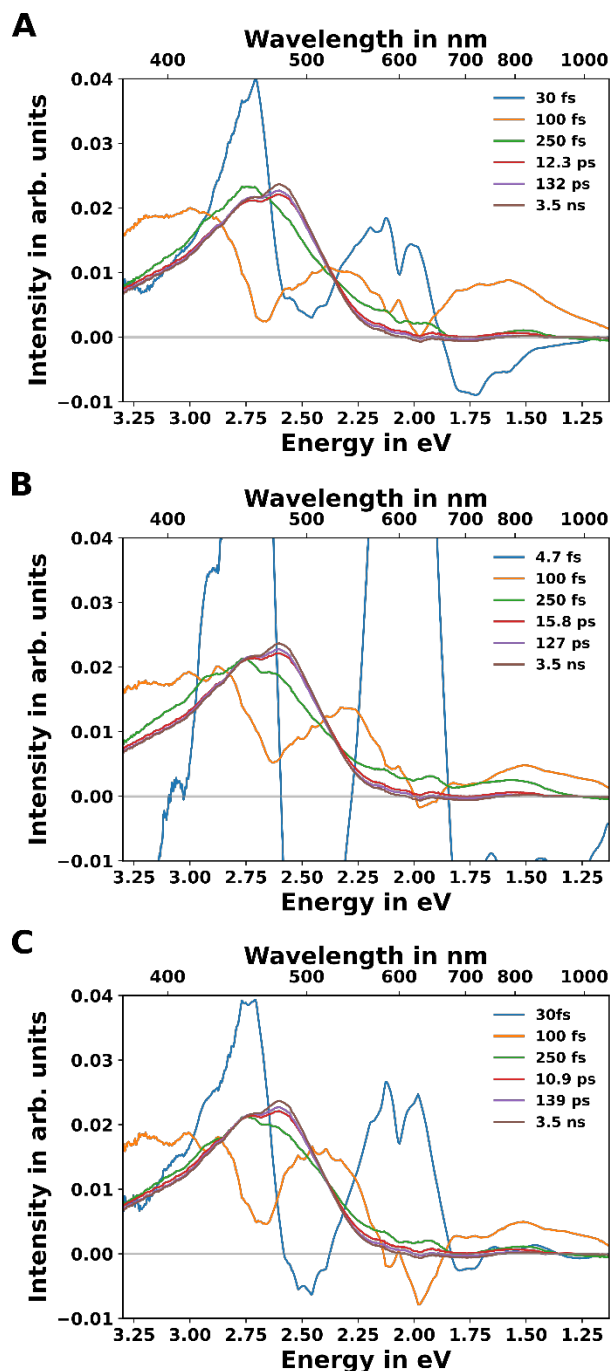 A
Wavelength in nm
400 500 600 700 800 1000
0.04
0.03
0.02
0.01
0.00
−0.01
Intensity in arb. units
30 fs
100 fs
250 fs
12.3 ps
132 ps
3.5 ns
3.25 3.00 2.75 2.50 2.25 2.00 1.75 1.50 1.25
Energy in eV
B
Wavelength in nm
400 500 600 700 800 1000
0.04
0.03
0.02
0.01
0.00
−0.01
Intensity in arb. units
4.7 fs
100 fs
250 fs
15.8 ps
127 ps
3.5 ns
3.25 3.00 2.75 2.50 2.25 2.00 1.75 1.50 1.25
Energy in eV
C
Wavelength in nm
400 500 600 700 800 1000
0.04
0.03
0.02
0.01
0.00
−0.01
Intensity in arb. units
30fs
100 fs
250 fs
10.9 ps
139 ps
3.5 ns
3.25 3.00 2.75 2.50 2.25 2.00 1.75 1.50 1.25
Energy in eV